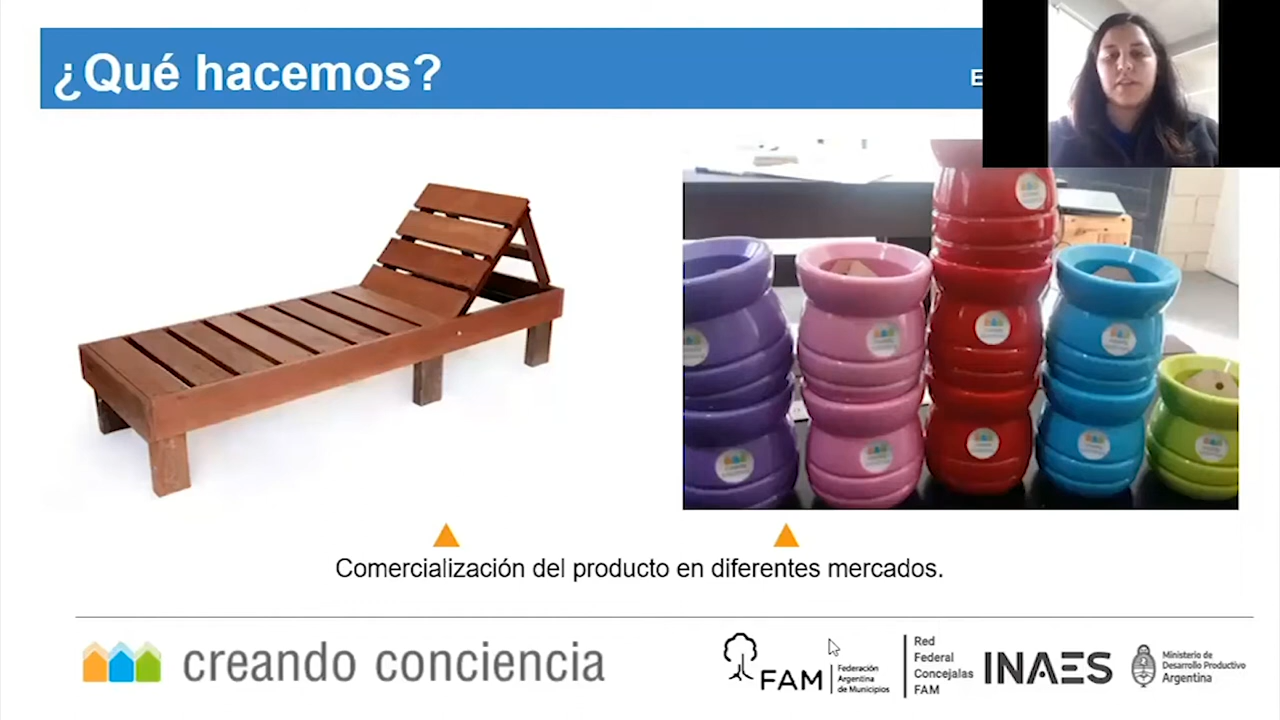 ¿Qué hacemos?
E
Comercialización del producto en diferentes mercados.
creando conciencia
FAM
Federación
Argentina
de Municipios
Red
Federal
Concejalas
FAM
INAES
Ministerio de
Desarrollo Productivo
Argentina